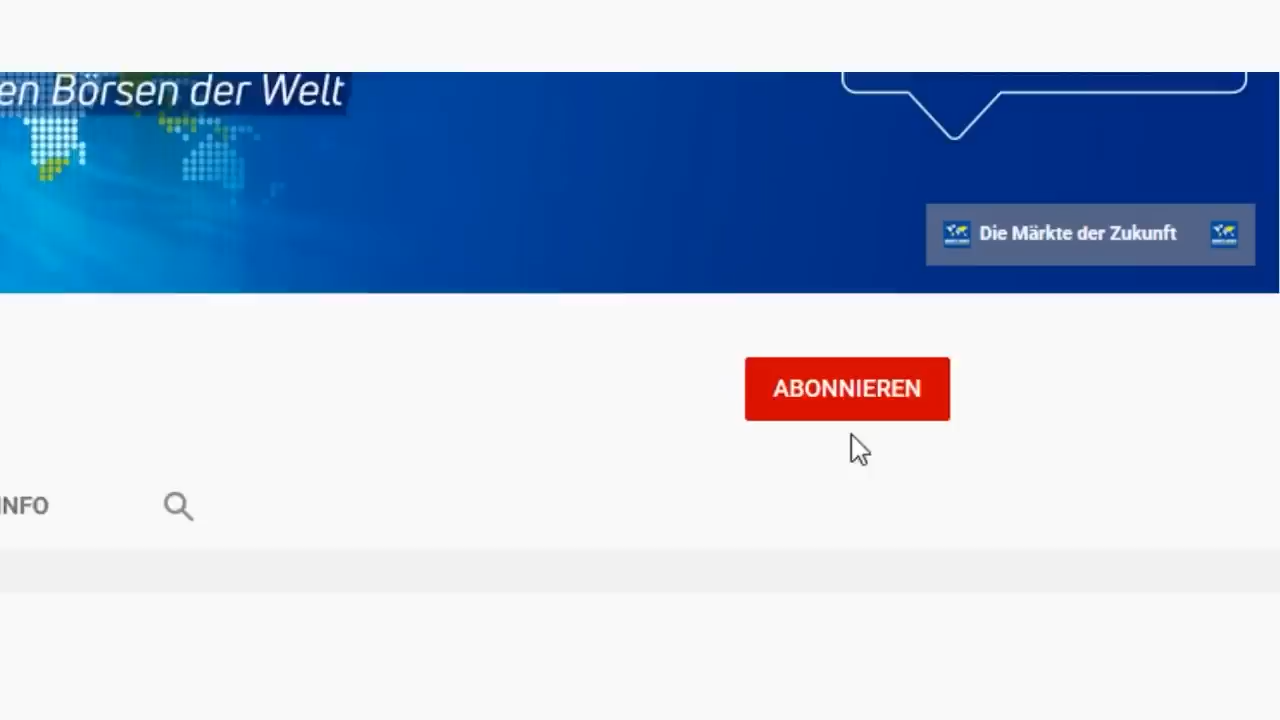 en Börsen der Welt
Die Märkte der Zukunft
ABONNIEREN
INFO